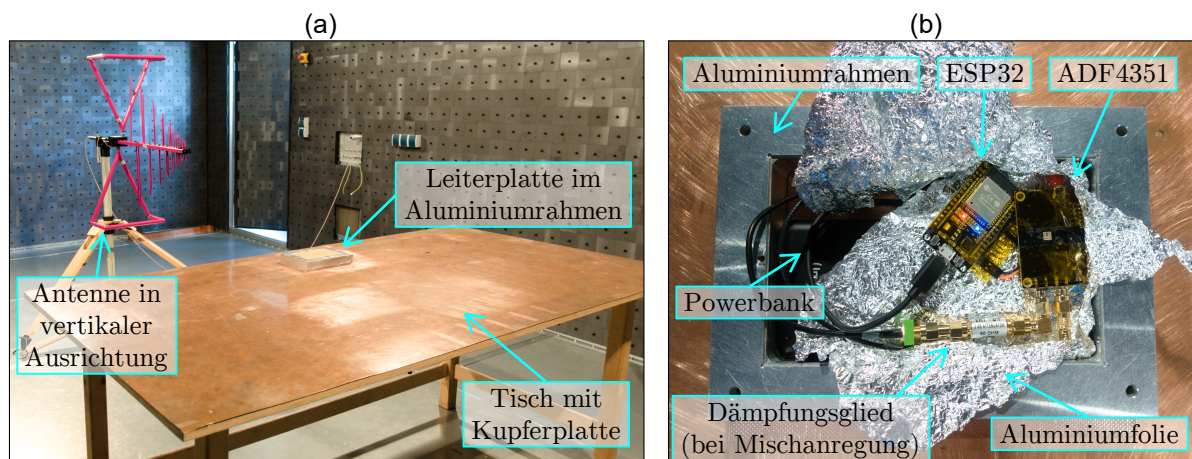 (a)
Leiterplatte im
Aluminiumrahmen
Antenne in
vertikaler
Ausrichtung
Tisch mit
Kupferplatte
(b)
Aluminiumrahmen
ESP32
ADF4351
Powerbank
Dämpfungsglied
(bei Mischanregung)
Aluminiumfolie